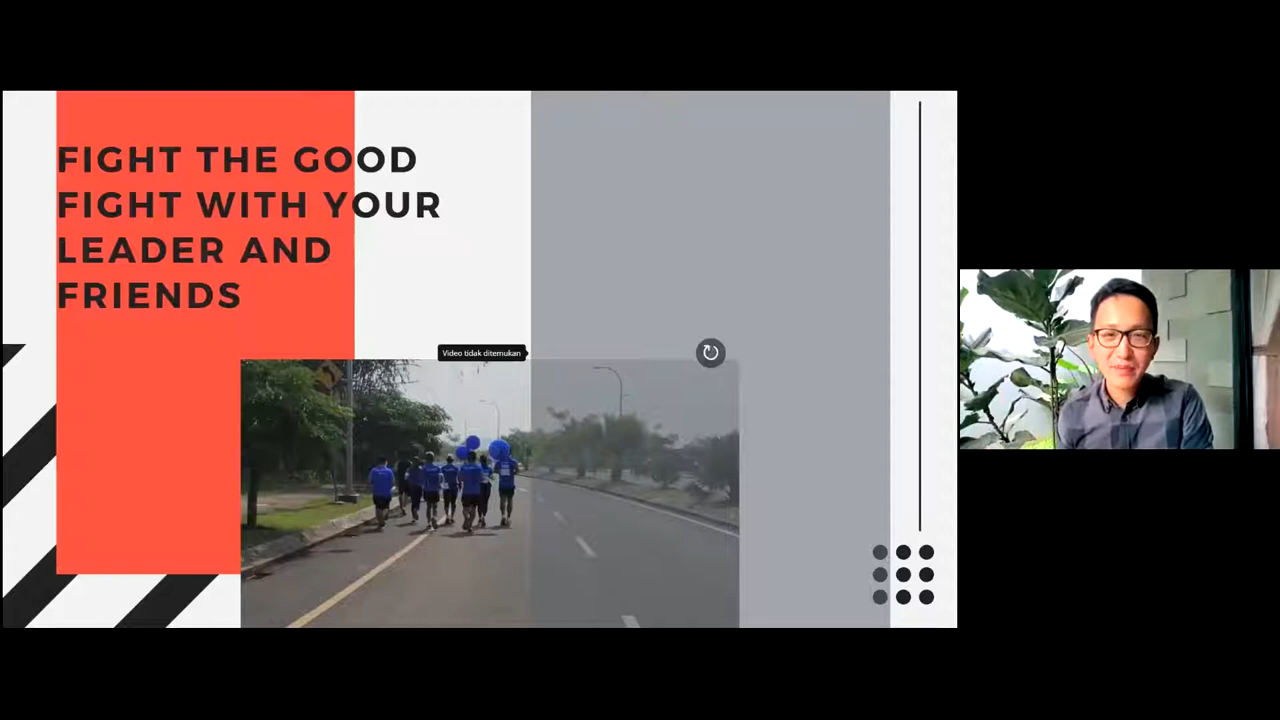 FIGHT THE GOOD
FIGHT WITH YOUR
LEADER AND
FRIENDS
Video tidak ditemukan